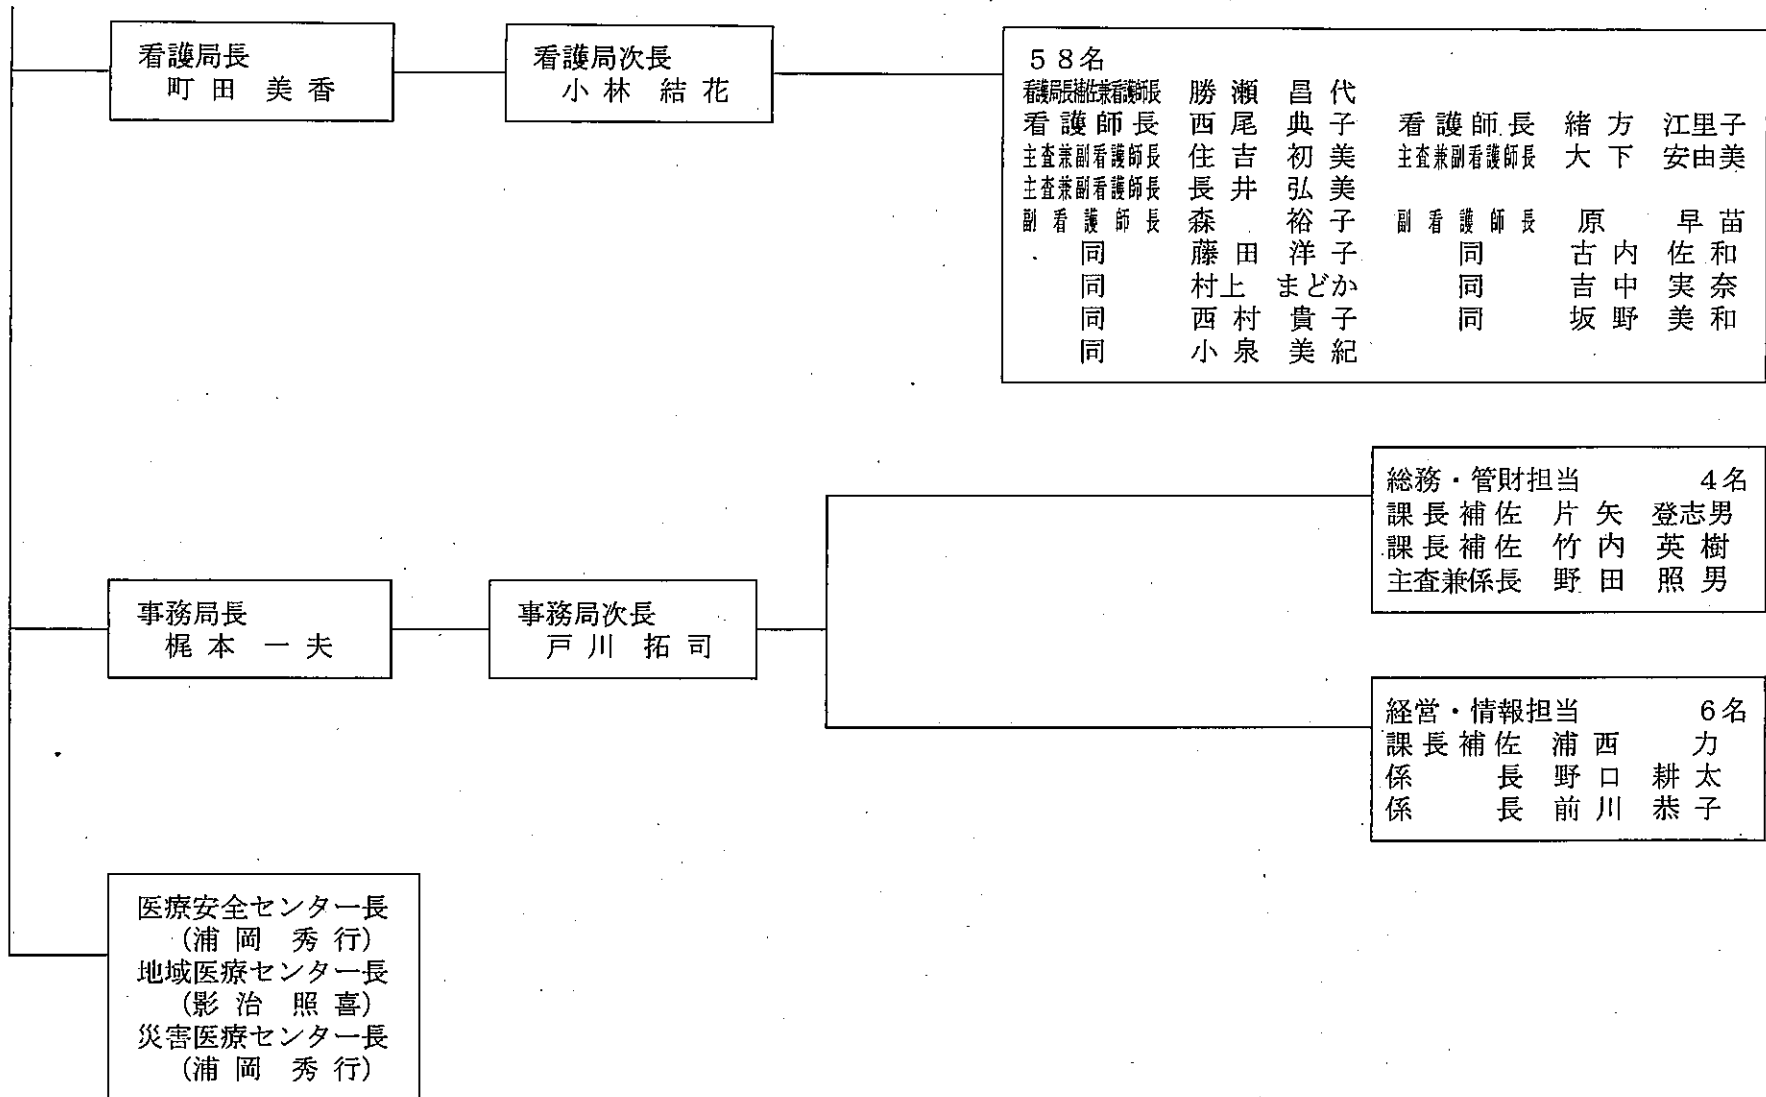 看護局長
町田 美香
看護局次長
小林 結花
58名
看護局長補佐兼看護師長 勝瀬 昌代
看護師長 西尾 典子 看護師長 緒方 江里子
主査兼副看護師長 住吉 初美 主査兼副看護師長 大下 安由美
主査兼副看護師長 長井 弘美
副看護師長 森 裕子 副看護師長 原 早苗
同 藤田 洋子 同 古内 佐和
同 村上 まどか 同 吉中 実奈
同 西村 貴子 同 坂野 美和
同 小泉 美紀
総務・管財担当 4名
課長補佐 片矢 登志男
課長補佐 竹内 英樹
主査兼係長 野田 照男
事務局長
梶本 一夫
事務局次長
戸川 拓司
経営・情報担当 6名
課長補佐 浦西 力
係長 野口 耕太
係長 前川 恭子
医療安全センター長
(浦岡 秀行)
地域医療センター長
(影治 照喜)
災害医療センター長
(浦岡 秀行)